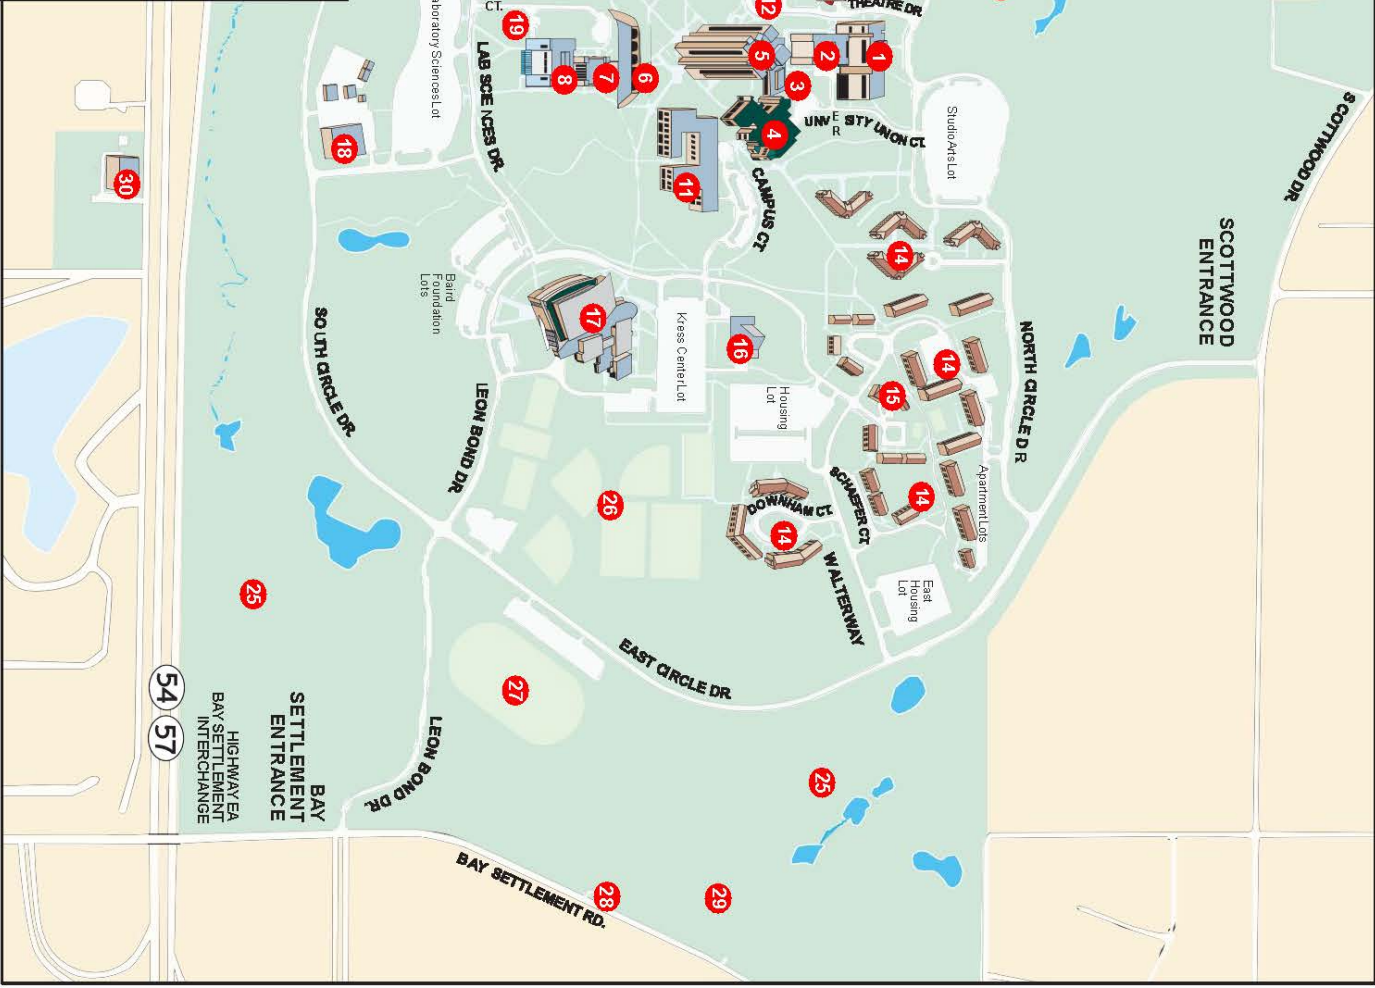 CT.
19
12
THEATRE DR.
aboratory Sciences Lot
LAB SCIENCES DR.
8
7
6
5
2
1
3
4
UNIVERSITY UNION CT.
Studio Arts Lot
SCOTTWOOD DR.
18
30
11
CAMPUS Ct.
14
SCOTTWOOD
ENTRANCE
Baird
Foundation
Lots
17
Kress Center Lot
16
SOUTH CIRCLE DR.
NORTH CIRCLE DR
14
15
Housing
Lot
LEON BOND DR.
26
SCHAEFER CT.
14
Apartment Lots
DOWNHAM CT.
14
WALTER WAY
East
Housing
Lot
25
EAST CIRCLE DR.
27
54
57
BAY
SETTLEMENT
ENTRANCE
HIGHWAY EA
BAY SETTLEMENT
INTERCHANGE
LEON BOND DR.
25
BAY SETTLEMENT RD.
28
29